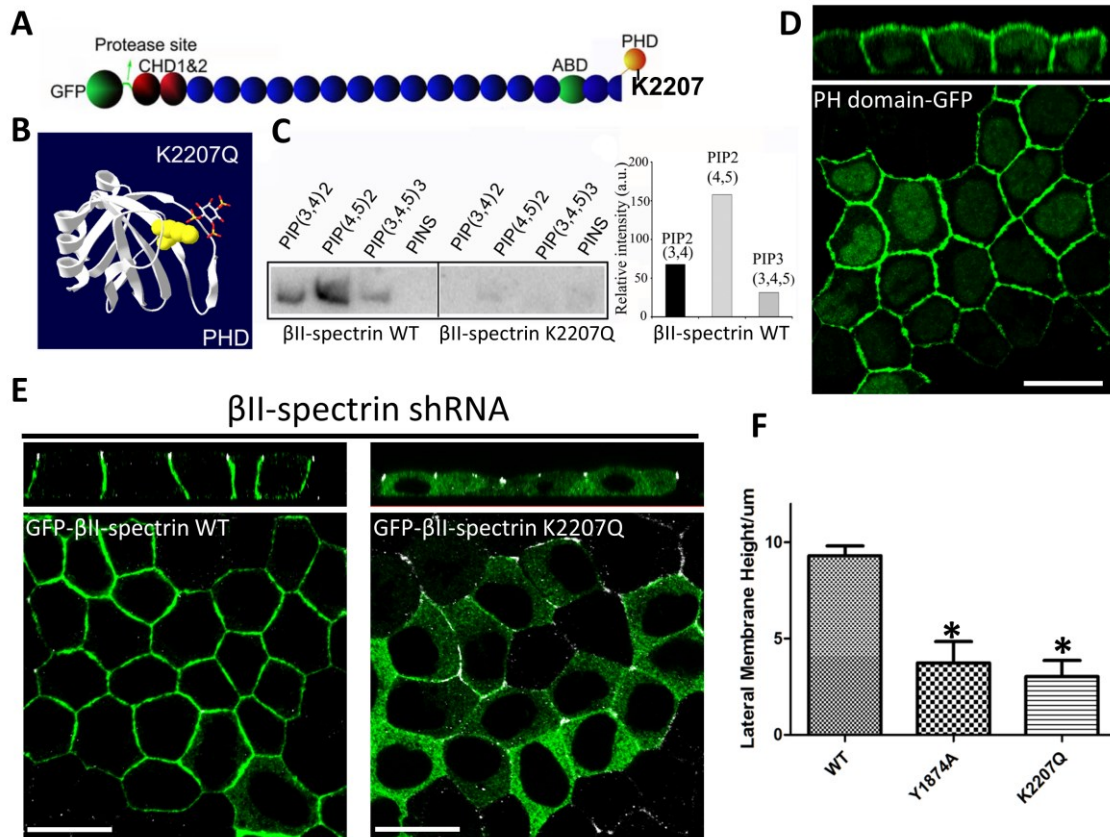 A
Protease site
GFP
CHD1&2
ABD
PHD
K2207
B
K2207Q
PHD
C
PIP(3,4)2
PIP(4,5)2
PIP(3,4,5)3
PINS
PIP(3,4)2
PIP(4,5)2
PIP(3,4,5)3
PINS
βII-spectrin WT
βII-spectrin K2207Q
Relative intensity (a.u.)
200
150
100
50
0
PIP2
(3,4)
PIP2
(4,5)
PIP3
(3,4,5)
βII-spectrin WT
D
PH domain-GFP
E
βII-spectrin shRNA
GFP-βII-spectrin WT
GFP-βII-spectrin K2207Q
F
Lateral Membrane Height/um
10
5
0
*
*
WT
Y1874A
K2207Q